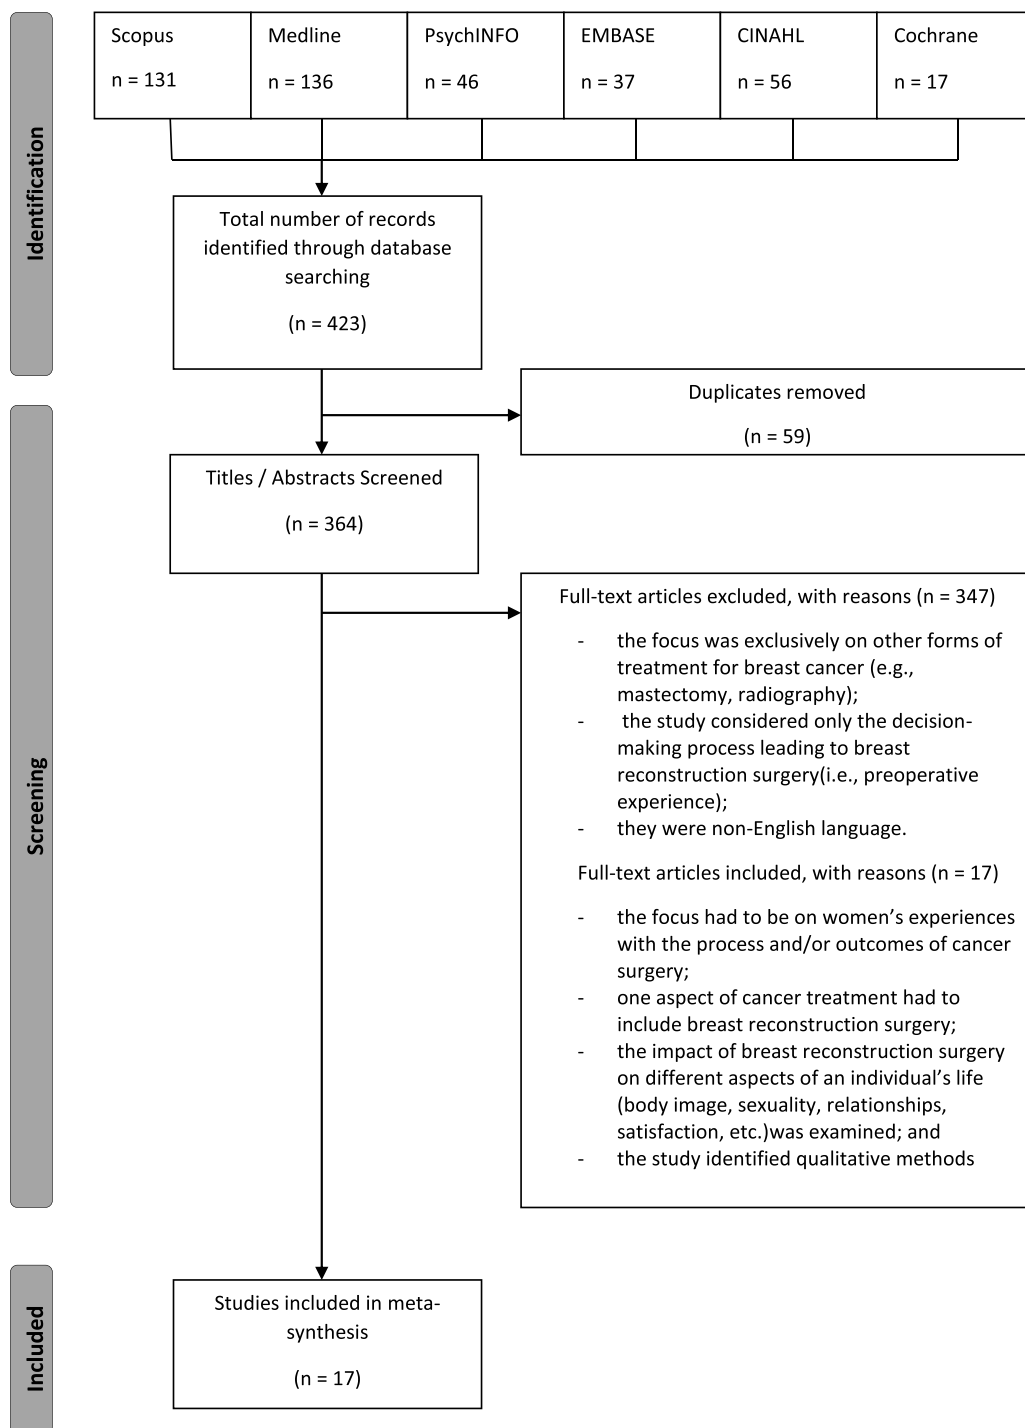 Identification
Scopus
n = 131
Medline
n = 136
PsychINFO
n = 46
EMBASE
n = 37
CINAHL
n = 56
Cochrane
n = 17
Total number of records
identified through database
searching
(n = 423)
Duplicates removed
(n = 59)
Screening
Titles / Abstracts Screened
(n = 364)
Full-text articles excluded, with reasons (n = 347)
- the focus was exclusively on other forms of
treatment for breast cancer (e.g.,
mastectomy, radiography);
- the study considered only the decision-
making process leading to breast
reconstruction surgery(i.e., preoperative
experience);
- they were non-English language.
Full-text articles included, with reasons (n = 17)
- the focus had to be on women’s experiences
with the process and/or outcomes of cancer
surgery;
- one aspect of cancer treatment had to
include breast reconstruction surgery;
- the impact of breast reconstruction surgery
on different aspects of an individual’s life
(body image, sexuality, relationships,
satisfaction, etc.)was examined; and
- the study identified qualitative methods
Included
Studies included in meta-
synthesis
(n = 17)